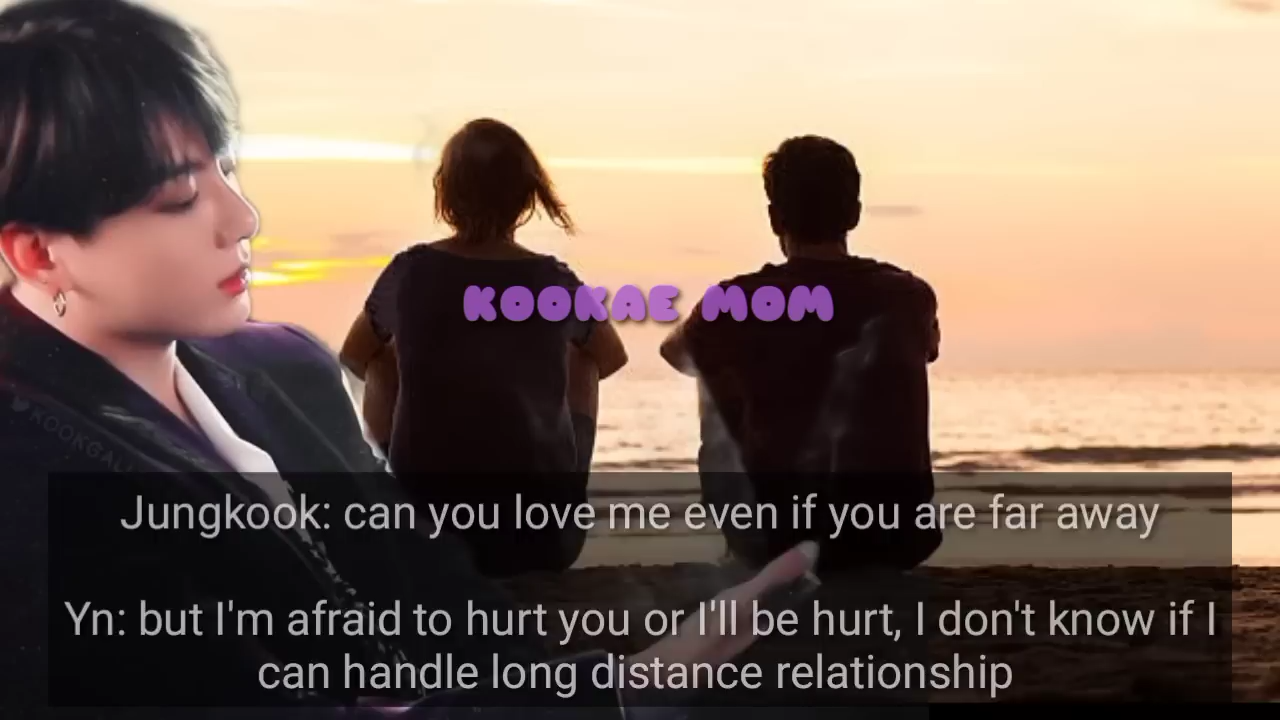 KOOKAE MOM
KOOKGALL
Jungkook: can you love me even if you are far away
Yn: but I'm afraid to hurt you or I'll be hurt, I don't know if I
can handle long distance relationship